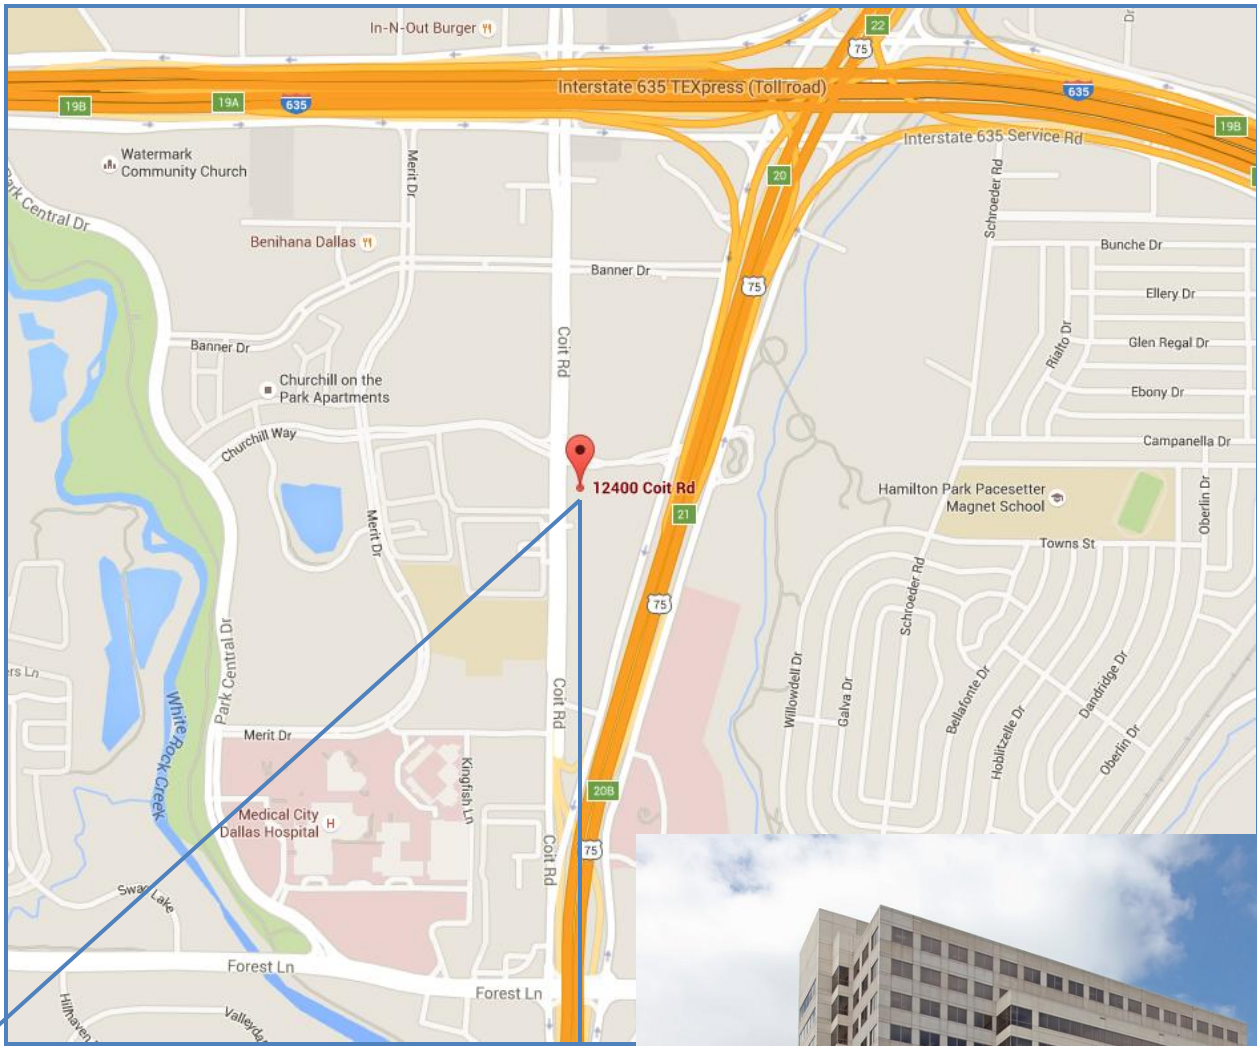 In-N-Out Burger
22
75
Interstate 635 TEXpress (Toll road)
19B
19A
635
635
19B
Interstate 635 Service Rd
Watermark
Community Church
Merit Dr
20
Schroeder Rd
Park Central Dr
Benihana Dallas
Bunche Dr
Banner Dr
75
Ellery Dr
Coit Rd
Rialto Dr
Glen Regal Dr
Banner Dr
Churchill on the
Park Apartments
Ebony Dr
Churchill Way
Campanella Dr
12400 Coit Rd
Hamilton Park Pacesetter
Magnet School
Oberlin Dr
21
Merit Dr
Towns St
Schroeder Rd
75
Park Central Dr
Willowdell Dr
Galva Dr
Bellafonte Dr
Dandridge Dr
Hoblitzelle Dr
Oberlin Dr
White Rock Creek
Coit Rd
Merit Dr
Kingfish Ln
20B
Medical City
Dallas Hospital
H
75
Coit Rd
Swan Lake
Forest Ln
Forest Ln
Dr